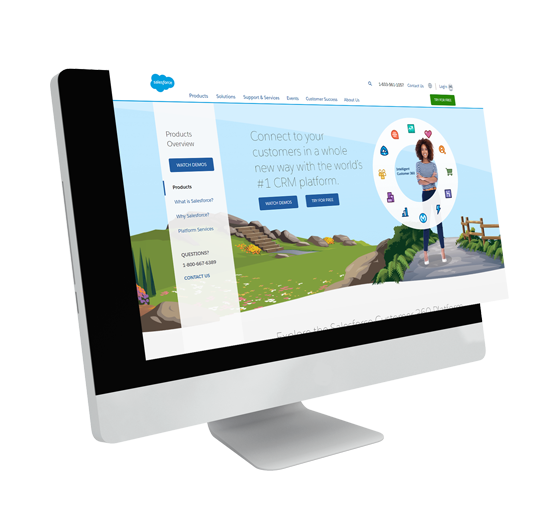 salesforce
1-800-667-6389
Contact Us
Login
Products
Solutions
Support & Services
Events
Customer Success
About Us
TRY FOR FREE
Products
Overview
WATCH DEMOS
Products
What is Salesforce?
Why Salesforce?
Platform Services
QUESTIONS?
1-800-667-6389
CONTACT US
Connect to your
customers in a whole
new way with the world's
#1 CRM platform.
WATCH DEMOS
TRY FOR FREE
Intelligent
Customer 360
Explore the Salesforce Customer 360 Platform